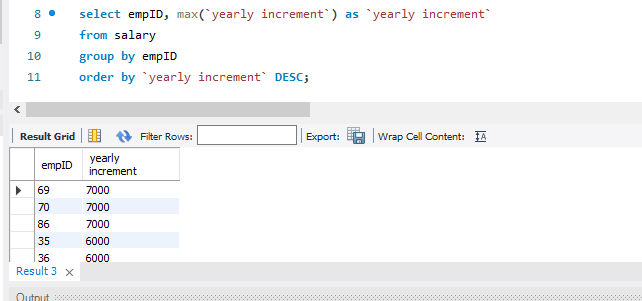 8 select empID, max(`yearly increment`) as `yearly increment`
9 from salary
10 group by empID
11 order by `yearly increment` DESC;
Result Grid Filter Rows: Export: Wrap Cell Content:
empID yearly
increment
69 7000
70 7000
86 7000
35 6000
36 6000
Result 3
Output